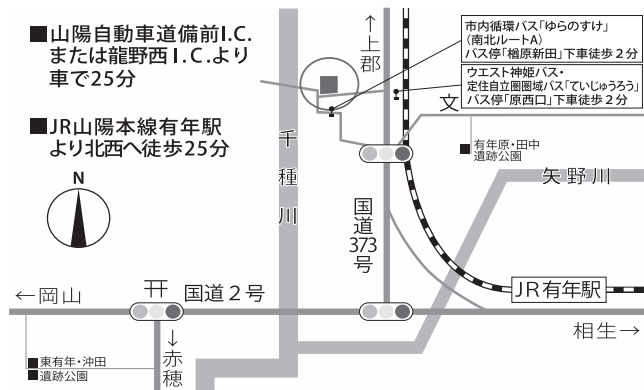 ■山陽自動車道備前I.C.
または龍野西I.C.より
車で25分
■JR山陽本線有年駅
より北西へ徒歩25分
N
↑上郡
市内循環バス「ゆらのすけ」
(南北ルートA)
バス停「楢原新田」下車徒歩2分
ウエスト神姫バス・
定住自立圏圏域バス「ていじゅうろう」
バス停「原西口」下車徒歩2分
文
■有年原・田中
遺跡公園
千種川
矢野川
国道373号
JR有年駅
←岡山
国道2号
相生→
↓赤穂
■東有年・沖田
■遺跡公園